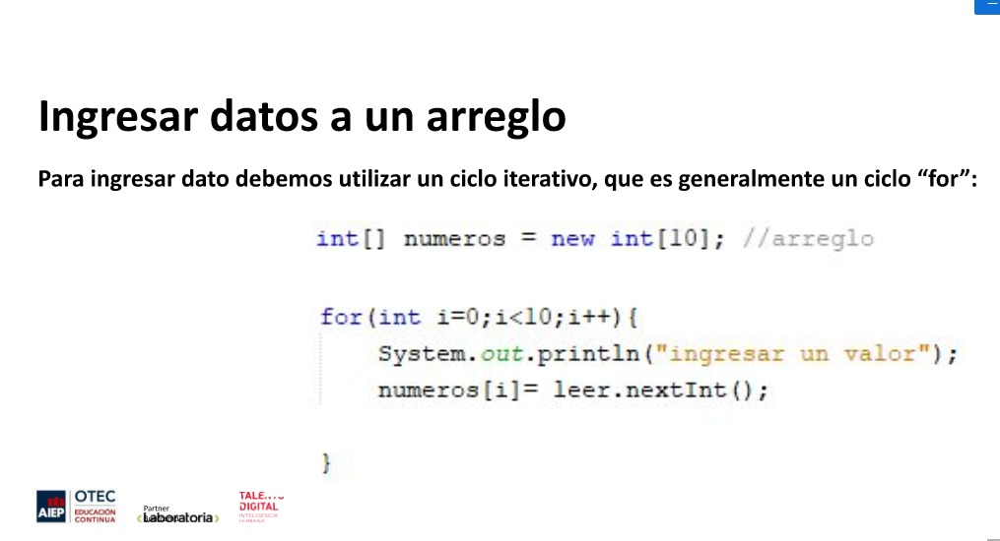 Ingresar datos a un arreglo
Para ingresar dato debemos utilizar un ciclo iterativo, que es generalmente un ciclo “for”:
int[] numeros = new int[10]; //arreglo
for(int i=0;i<10;i++){
System.out.println("ingresar un valor");
numeros[i]= leer.nextInt();
}
AIEP
OTEC
EDUCACIÓN
CONTINUA
Partner
Laboratoria
TALENTO
DIGITAL